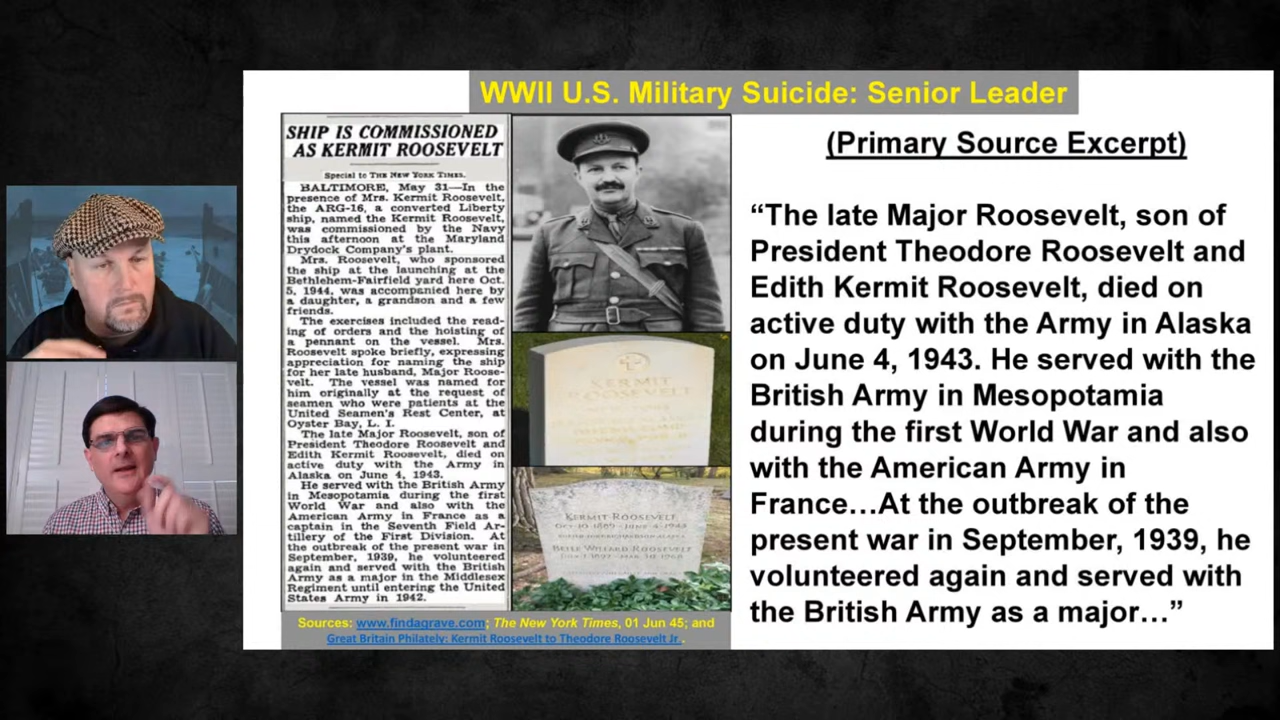 WWII U.S. Military Suicide: Senior Leader
SHIP IS COMMISSIONED
AS KERMIT ROOSEVELT
Special to THE NEW YORK TIMES.
BALTIMORE, May 31—In the
presence of Mrs. Kermit Roosevelt,
the ARG-16, a converted Liberty
ship, named the Kermit Roosevelt,
was commissioned by the Navy
this afternoon at the Maryland
Drydock Company's plant.
Mrs. Roosevelt, who sponsored
the ship at the launching at the
Bethlehem-Fairfield yard here Oct.
5, 1944, was accompanied here by
a daughter, a grandson and a few
friends.
The exercises included the read-
ing of orders and the hoisting of
a pennant on the vessel. Mrs.
Roosevelt spoke briefly, expressing
appreciation for naming the ship
for her late husband, Major Roose-
velt. The vessel was named for
him originally at the request of
seamen who were patients at the
United Seamen's Rest Center, at
Oyster Bay, L. I.
The late Major Roosevelt, son of
President Theodore Roosevelt and
Edith Kermit Roosevelt, died on
active duty with the Army in
Alaska on June 4, 1943.
He served with the British Army
in Mesopotamia during the first
World War and also with the
American Army in France as a
captain in the Seventh Field Ar-
tillery of the First Division. At
the outbreak of the present war in
September, 1939, he volunteered
again and served with the British
Army as a major in the Middlesex
Regiment until entering the United
States Army in 1942.
KERMIT
ROOSEVELT
KERMIT ROOSEVELT
OCT 10 1889 – JUNE 4 1943
BELLE WILLARD ROOSEVELT
Sources: www.findagrave.com; The New York Times, 01 Jun 45; and
Great Britain Philately: Kermit Roosevelt to Theodore Roosevelt Jr..
(Primary Source Excerpt)
“The late Major Roosevelt, son of
President Theodore Roosevelt and
Edith Kermit Roosevelt, died on
active duty with the Army in Alaska
on June 4, 1943. He served with the
British Army in Mesopotamia
during the first World War and also
with the American Army in
France…At the outbreak of the
present war in September, 1939, he
volunteered again and served with
the British Army as a major…”